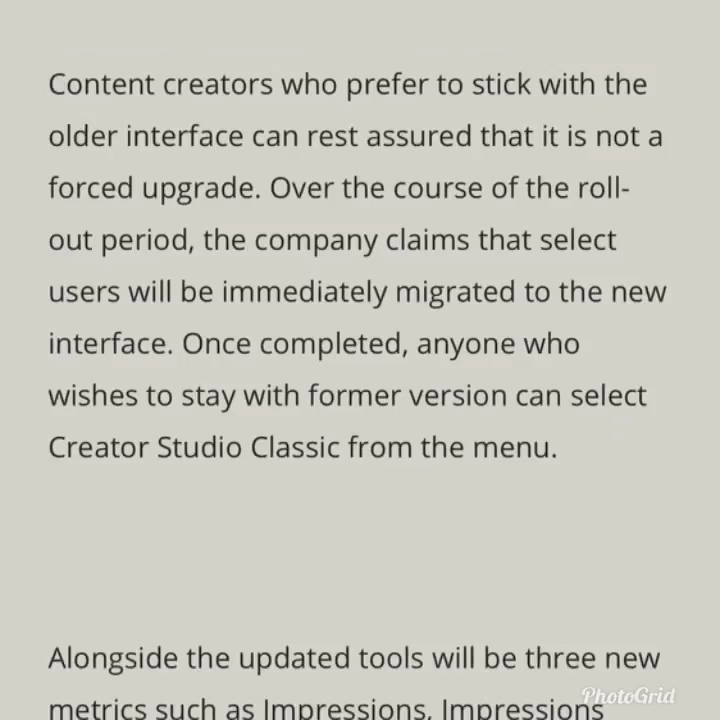 Content creators who prefer to stick with the
older interface can rest assured that it is not a
forced upgrade. Over the course of the roll-
out period, the company claims that select
users will be immediately migrated to the new
interface. Once completed, anyone who
wishes to stay with former version can select
Creator Studio Classic from the menu.
Alongside the updated tools will be three new
metrics such as Impressions, Impressions
PhotoGrid